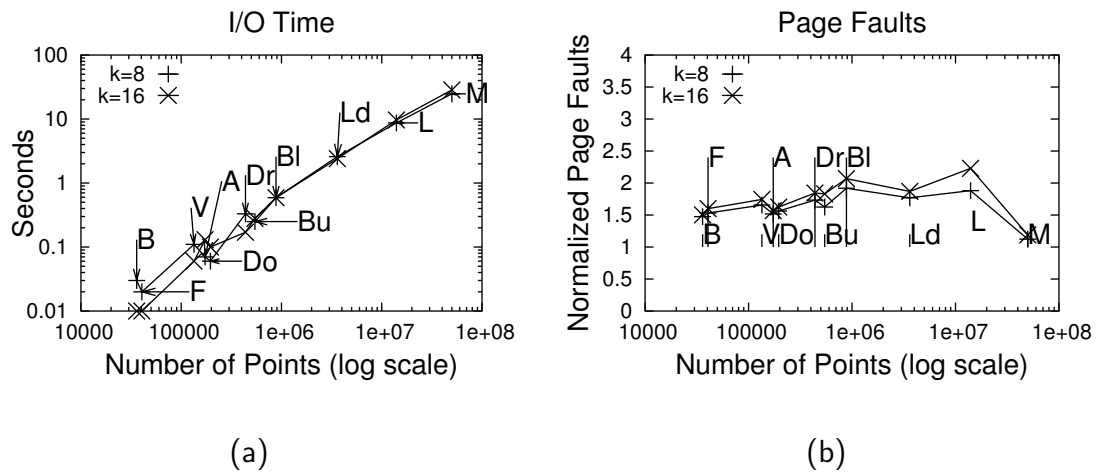 I/O Time
100
10
1
0.1
0.01
Seconds
k=8
k=16
B
V
F
A
Do
Dr
Bu
Bl
Ld
L
M
10000 100000 1e+06 1e+07 1e+08
Number of Points (log scale)
(a)
Page Faults
4
3.5
3
2.5
2
1.5
1
0.5
0
Normalized Page Faults
k=8
k=16
F A Dr Bl
B V Do Bu Ld L M
10000 100000 1e+06 1e+07 1e+08
Number of Points (log scale)
(b)